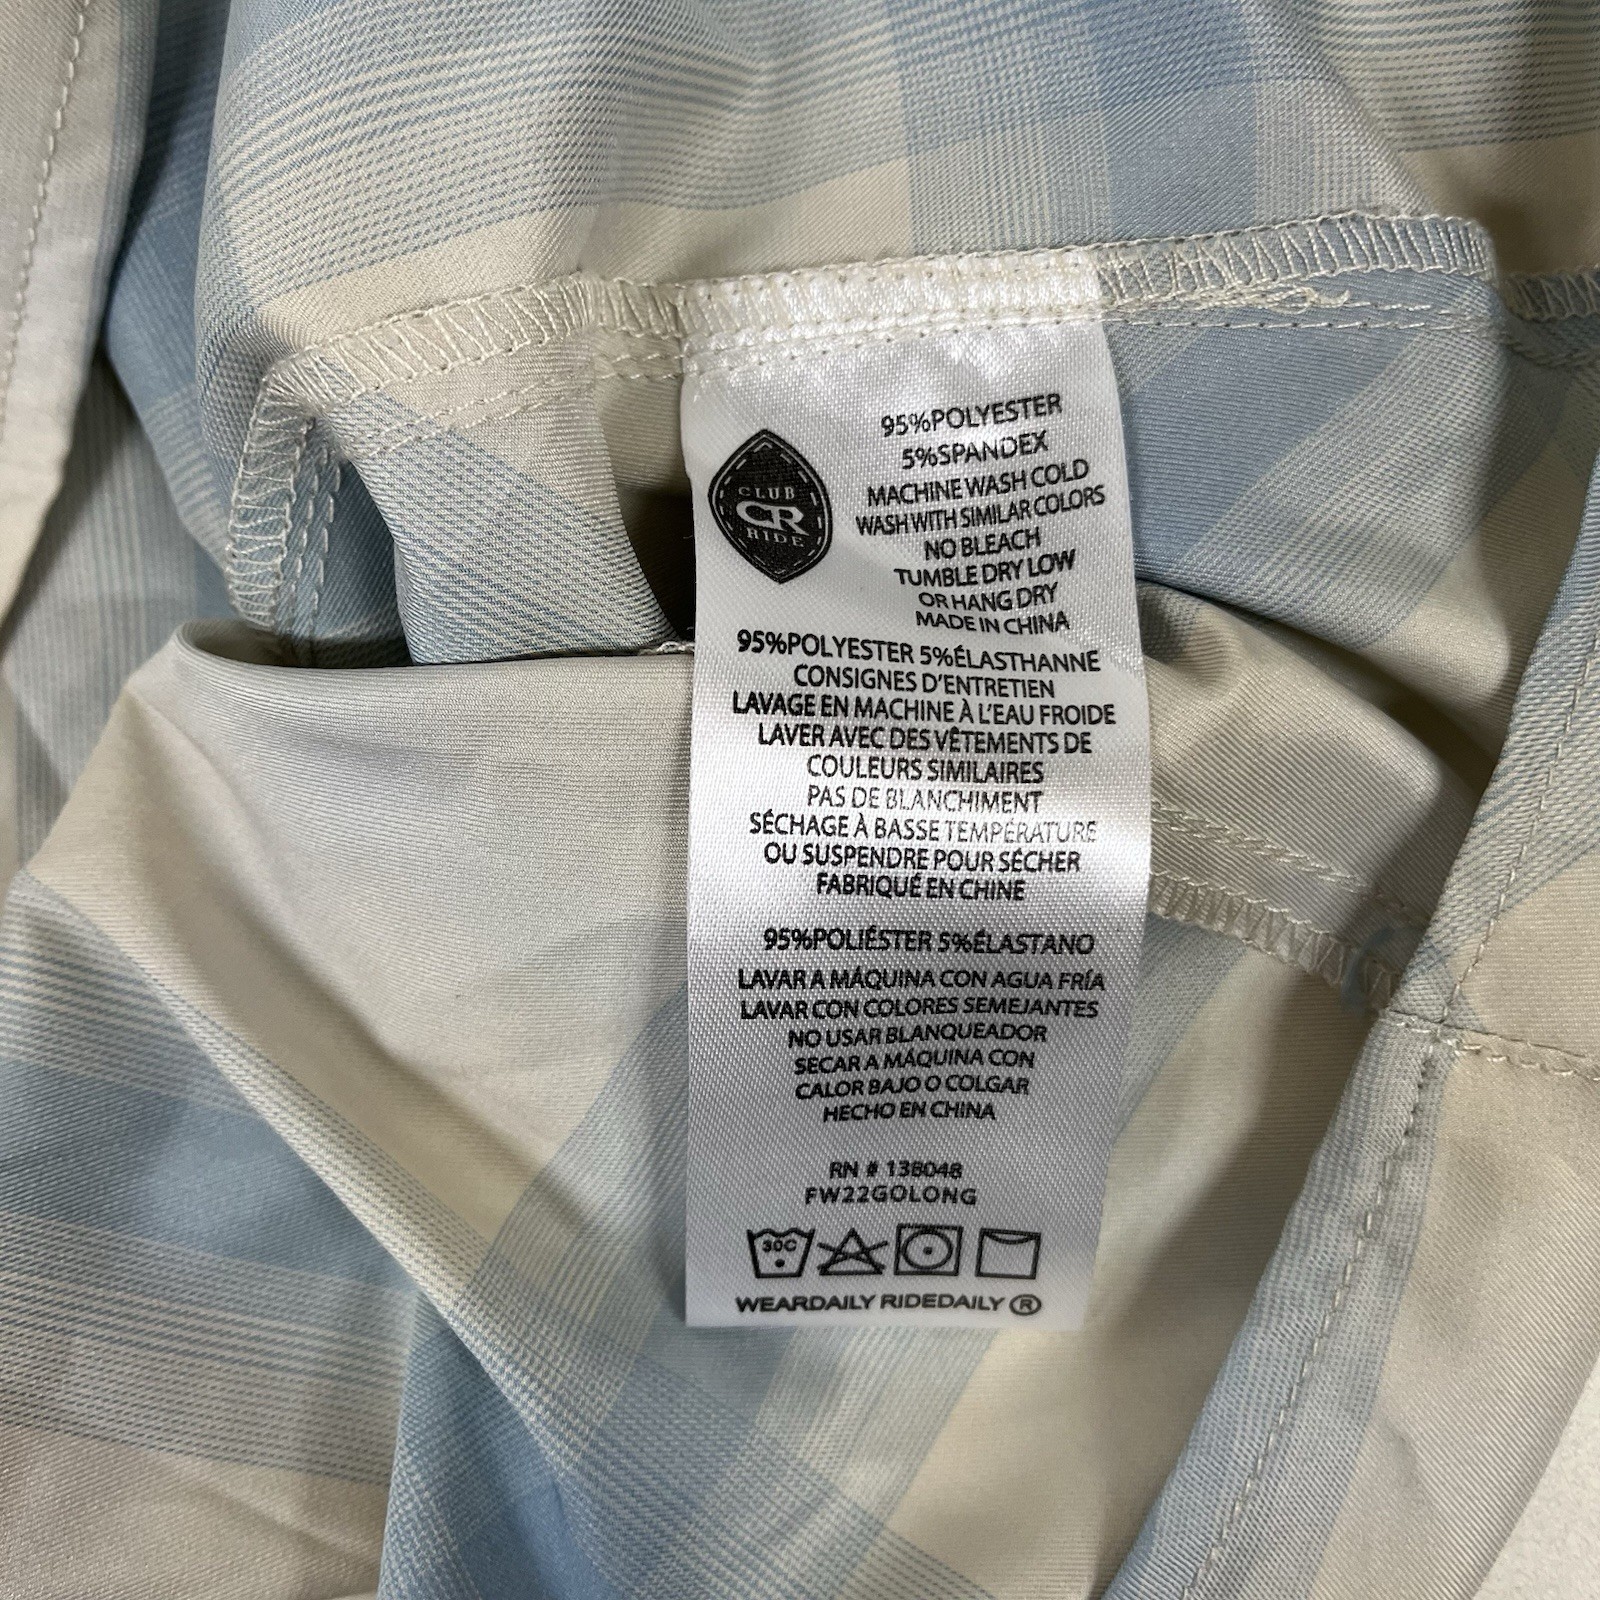 CLUB
CR
RIDE
95%POLYESTER
5%SPANDEX
MACHINE WASH COLD
WASH WITH SIMILAR COLORS
NO BLEACH
TUMBLE DRY LOW
OR HANG DRY
MADE IN CHINA
95%POLYESTER 5%ÉLASTHANNE
CONSIGNES D'ENTRETIEN
LAVAGE EN MACHINE À L'EAU FROIDE
LAVER AVEC DES VÊTEMENTS DE
COULEURS SIMILAIRES
PAS DE BLANCHIMENT
SÉCHAGE À BASSE TEMPÉRATURE
OU SUSPENDRE POUR SÉCHER
FABRIQUÉ EN CHINE
95%POLIÉSTER 5%ÉLASTANO
LAVAR A MÁQUINA CON AGUA FRÍA
LAVAR CON COLORES SEMEJANTES
NO USAR BLANQUEADOR
SECAR A MÁQUINA CON
CALOR BAJO O COLGAR
HECHO EN CHINA
RN # 138048
FW22GOLONG
30C
WEARDAILY RIDEDAILY ®